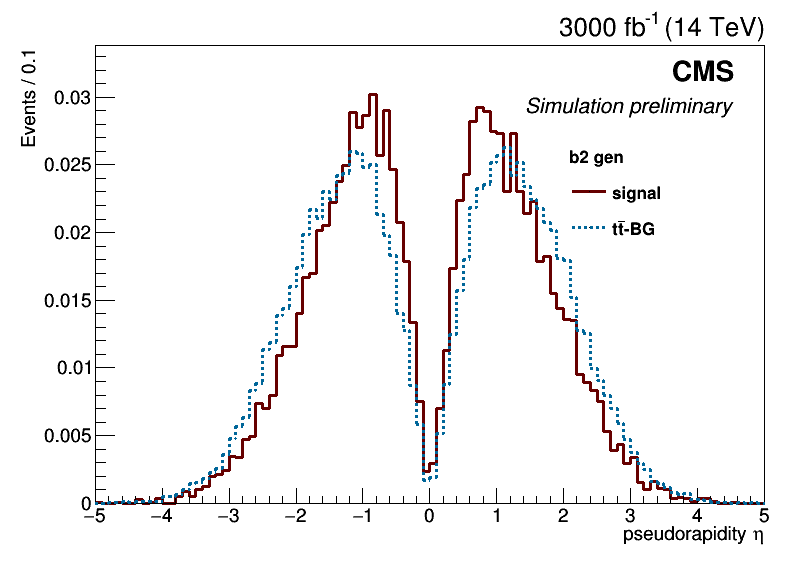 3000 fb⁻¹ (14 TeV)
CMS
Simulation preliminary
b2 gen
signal
tt̄-BG
Events / 0.1
0.03
0.025
0.02
0.015
0.01
0.005
0
−5 −4 −3 −2 −1 0 1 2 3 4 5
pseudorapidity η